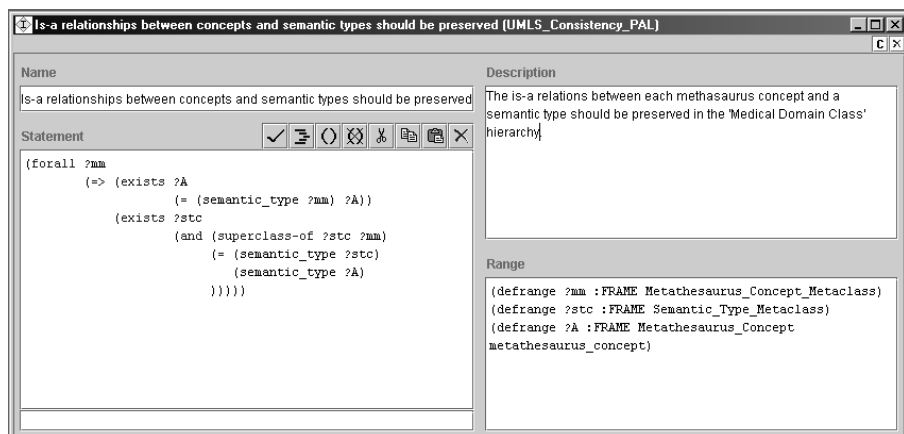 Is-a relationships between concepts and semantic types should be preserved (UMLS_Consistency_PAL)
C
Name
Is-a relationships between concepts and semantic types should be preserved
Statement
(forall ?mm
(=> (exists ?A
(= (semantic_type ?mm) ?A))
(exists ?stc
(and (superclass-of ?stc ?mm)
(= (semantic_type ?stc)
(semantic_type ?A)
)))))
Description
The is-a relations between each methasaurus concept and a
semantic type should be preserved in the 'Medical Domain Class'
hierarchy
Range
(defrange ?mm :FRAME Metathesaurus_Concept_Metaclass)
(defrange ?stc :FRAME Semantic_Type_Metaclass)
(defrange ?A :FRAME Metathesaurus_Concept
metathesaurus_concept)